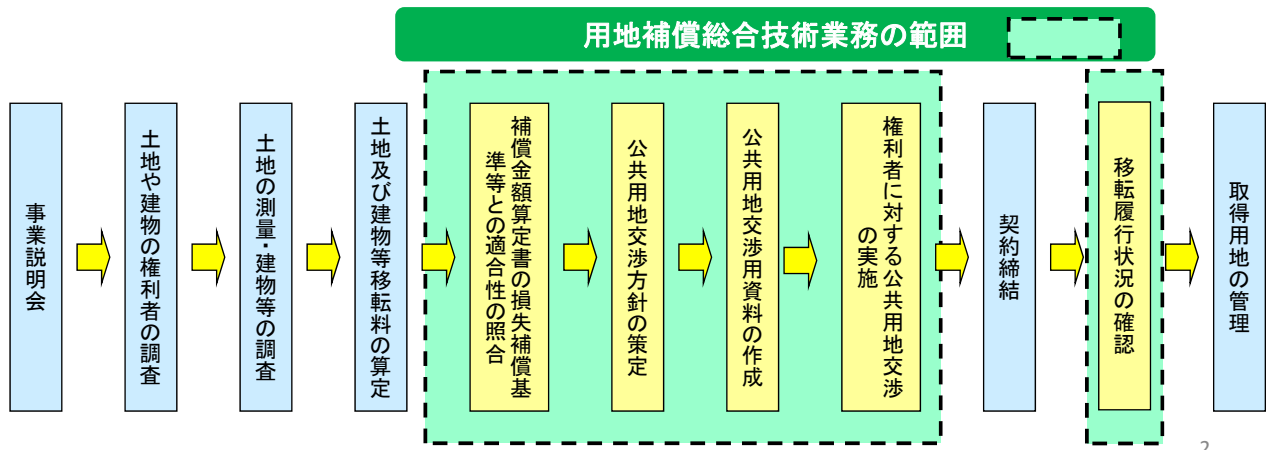 用地補償総合技術業務の範囲
事業説明会
土地や建物の権利者の調査
土地の測量・建物等の調査
土地及び建物等移転料の算定
補償金額算定書の損失補償基
準等との適合性の照合
公共用地交渉方針の策定
公共用地交渉用資料の作成
権利者に対する公共用地交渉
の実施
契約締結
移転履行状況の確認
取得用地の管理
2